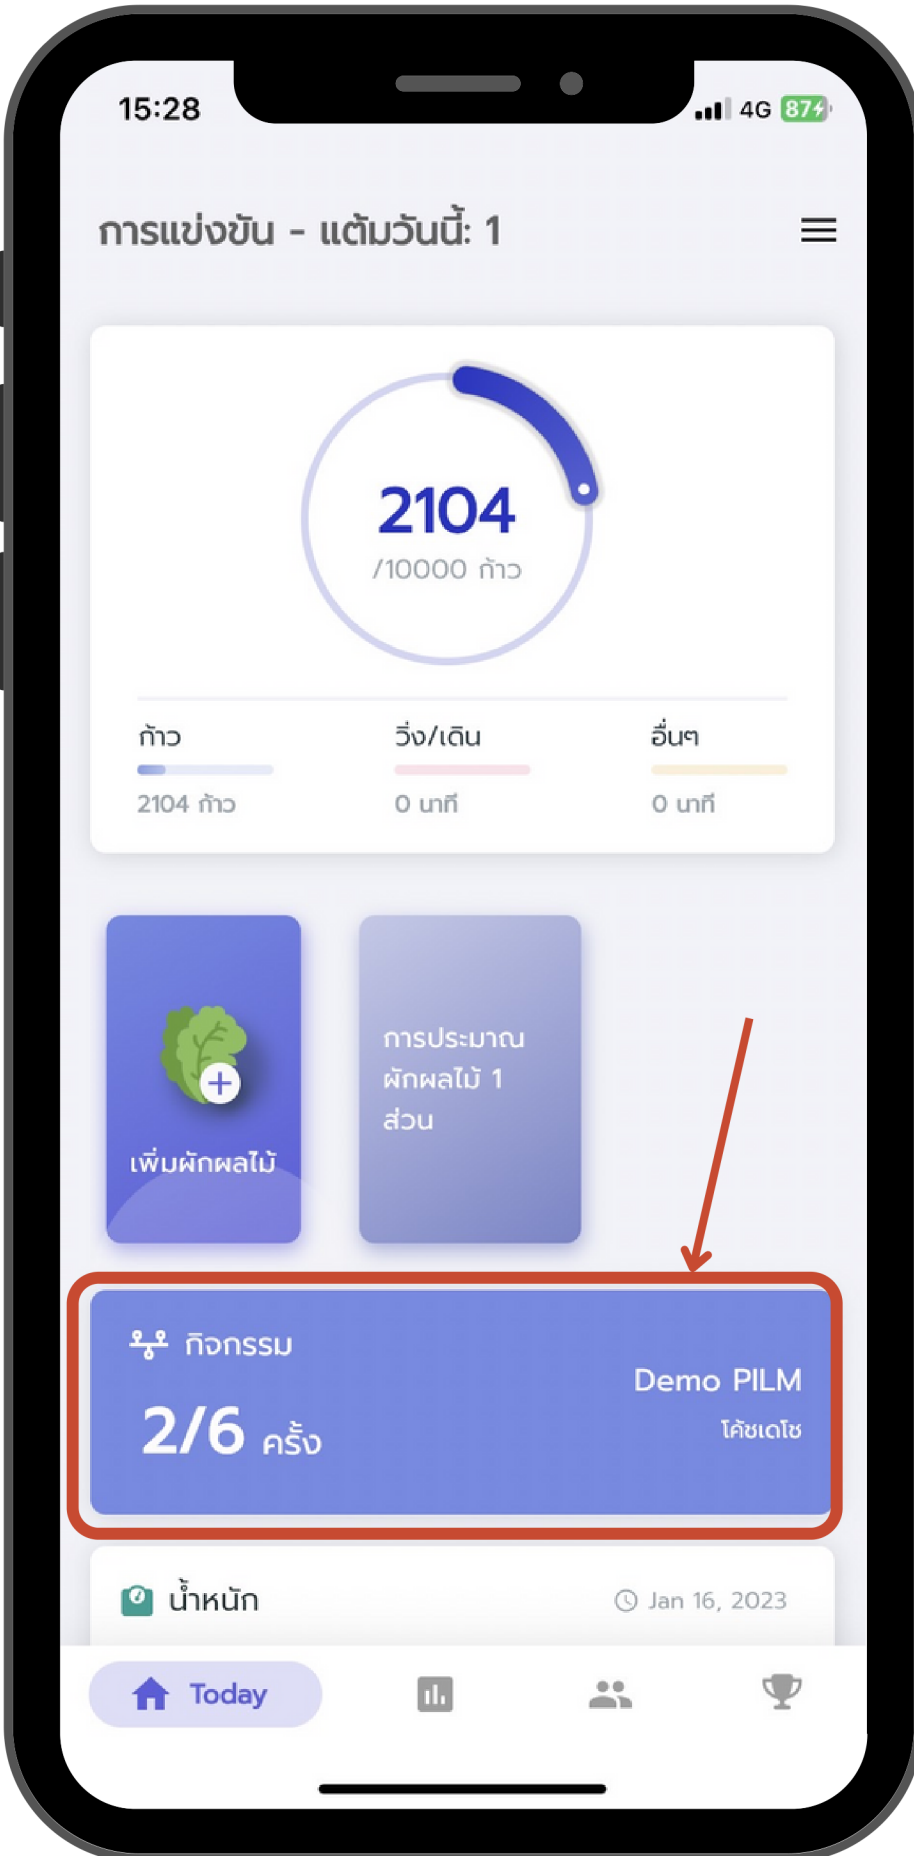 15:28
4G 87
การแข่งขัน - แต้มวันนี้: 1
2104
/10000 ก้าว
ก้าว วิ่ง/เดิน อื่นๆ
2104 ก้าว 0 นาที 0 นาที
การประมาณ
ผักผลไม้ 1
ส่วน
เพิ่มผักผลไม้
กิจกรรม
2/6 ครั้ง
Demo PILM
โค้ชเดโช
น้ำหนัก Jan 16, 2023
Today